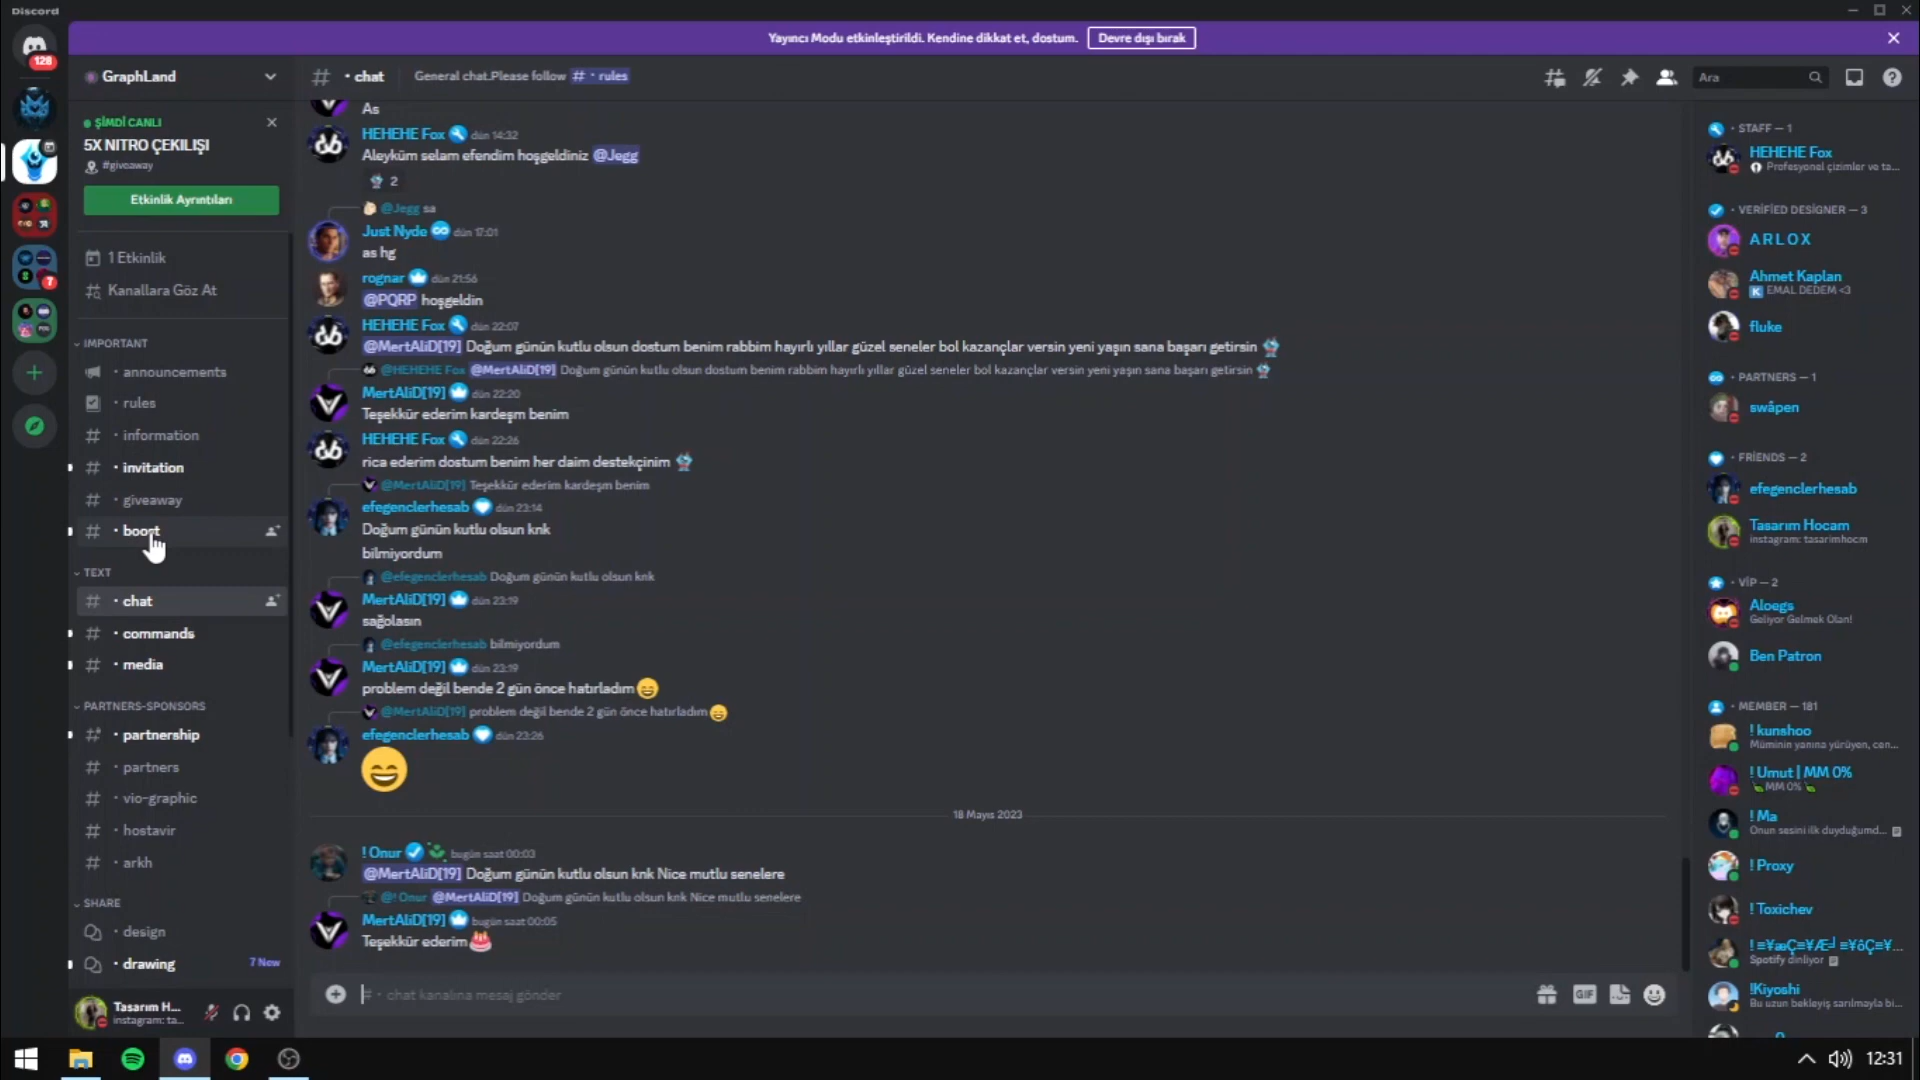 Discord
128
Yayıncı Modu etkinleştirildi. Kendine dikkat et, dostum. Devre dışı bırak
GraphLand
ŞİMDİ CANLI
5X NITRO ÇEKILIŞI
#giveaway
Etkinlik Ayrıntıları
1 Etkinlik
Kanallara Göz At
IMPORTANT
· announcements
· rules
· information
· invitation
· giveaway
· boost
TEXT
· chat
· commands
· media
PARTNERS-SPONSORS
· partnership
· partners
· vio-graphic
· hostavir
· arkh
SHARE
· design
· drawing 7 New
Tasarım H...
instagram: ta...
7
· chat General chat.Please follow # · rules
Ara
As
HEHEHE Fox dün 14:32
Aleyküm selam efendim hoşgeldiniz @Jegg
2
@Jegg sa
Just Nyde dün 17:01
as hg
rognar dün 21:56
@PQRP hoşgeldin
HEHEHE Fox dün 22:07
@MertAliD[19] Doğum günün kutlu olsun dostum benim rabbim hayırlı yıllar güzel seneler bol kazançlar versin yeni yaşın sana başarı getirsin
@HEHEHE Fox @MertAliD[19] Doğum günün kutlu olsun dostum benim rabbim hayırlı yıllar güzel seneler bol kazançlar versin yeni yaşın sana başarı getirsin
MertAliD[19] dün 22:20
Teşekkür ederim kardeşm benim
HEHEHE Fox dün 22:26
rica ederim dostum benim her daim destekçinim
@MertAliD[19] Teşekkür ederim kardeşm benim
efegenclerhesab dün 23:14
Doğum günün kutlu olsun knk
bilmiyordum
@efegenclerhesab Doğum günün kutlu olsun knk
MertAliD[19] dün 23:19
sağolasın
@efegenclerhesab bilmiyordum
MertAliD[19] dün 23:19
problem değil bende 2 gün önce hatırladım
@MertAliD[19] problem değil bende 2 gün önce hatırladım
efegenclerhesab dün 23:26
18 Mayıs 2023
! Onur bugün saat 00:03
@MertAliD[19] Doğum günün kutlu olsun knk Nice mutlu senelere
@! Onur @MertAliD[19] Doğum günün kutlu olsun knk Nice mutlu senelere
MertAliD[19] bugün saat 00:05
Teşekkür ederim
# · chat kanalına mesaj gönder
GIF
· STAFF — 1
HEHEHE Fox
Profesyonel çizimler ve ta...
· VERİFİED DESİGNER — 3
ARLOX
Ahmet Kaplan
K EMAL DEDEM <3
fluke
· PARTNERS — 1
swâpen
· FRİENDS — 2
efegenclerhesab
Tasarım Hocam
instagram: tasarimhocm
· VİP — 2
Aloegs
Geliyor Gelmek Olan!
Ben Patron
· MEMBER — 181
! kunshoo
Müminin yanına yürüyen, cen...
! Umut | MM 0%
MM 0%
! Ma
Onun sesini ilk duyduğumd...
! Proxy
! Toxichev
Spotify dinliyor
!Kiyoshi
Bu uzun bekleyiş sarılmayla bi...
12:31